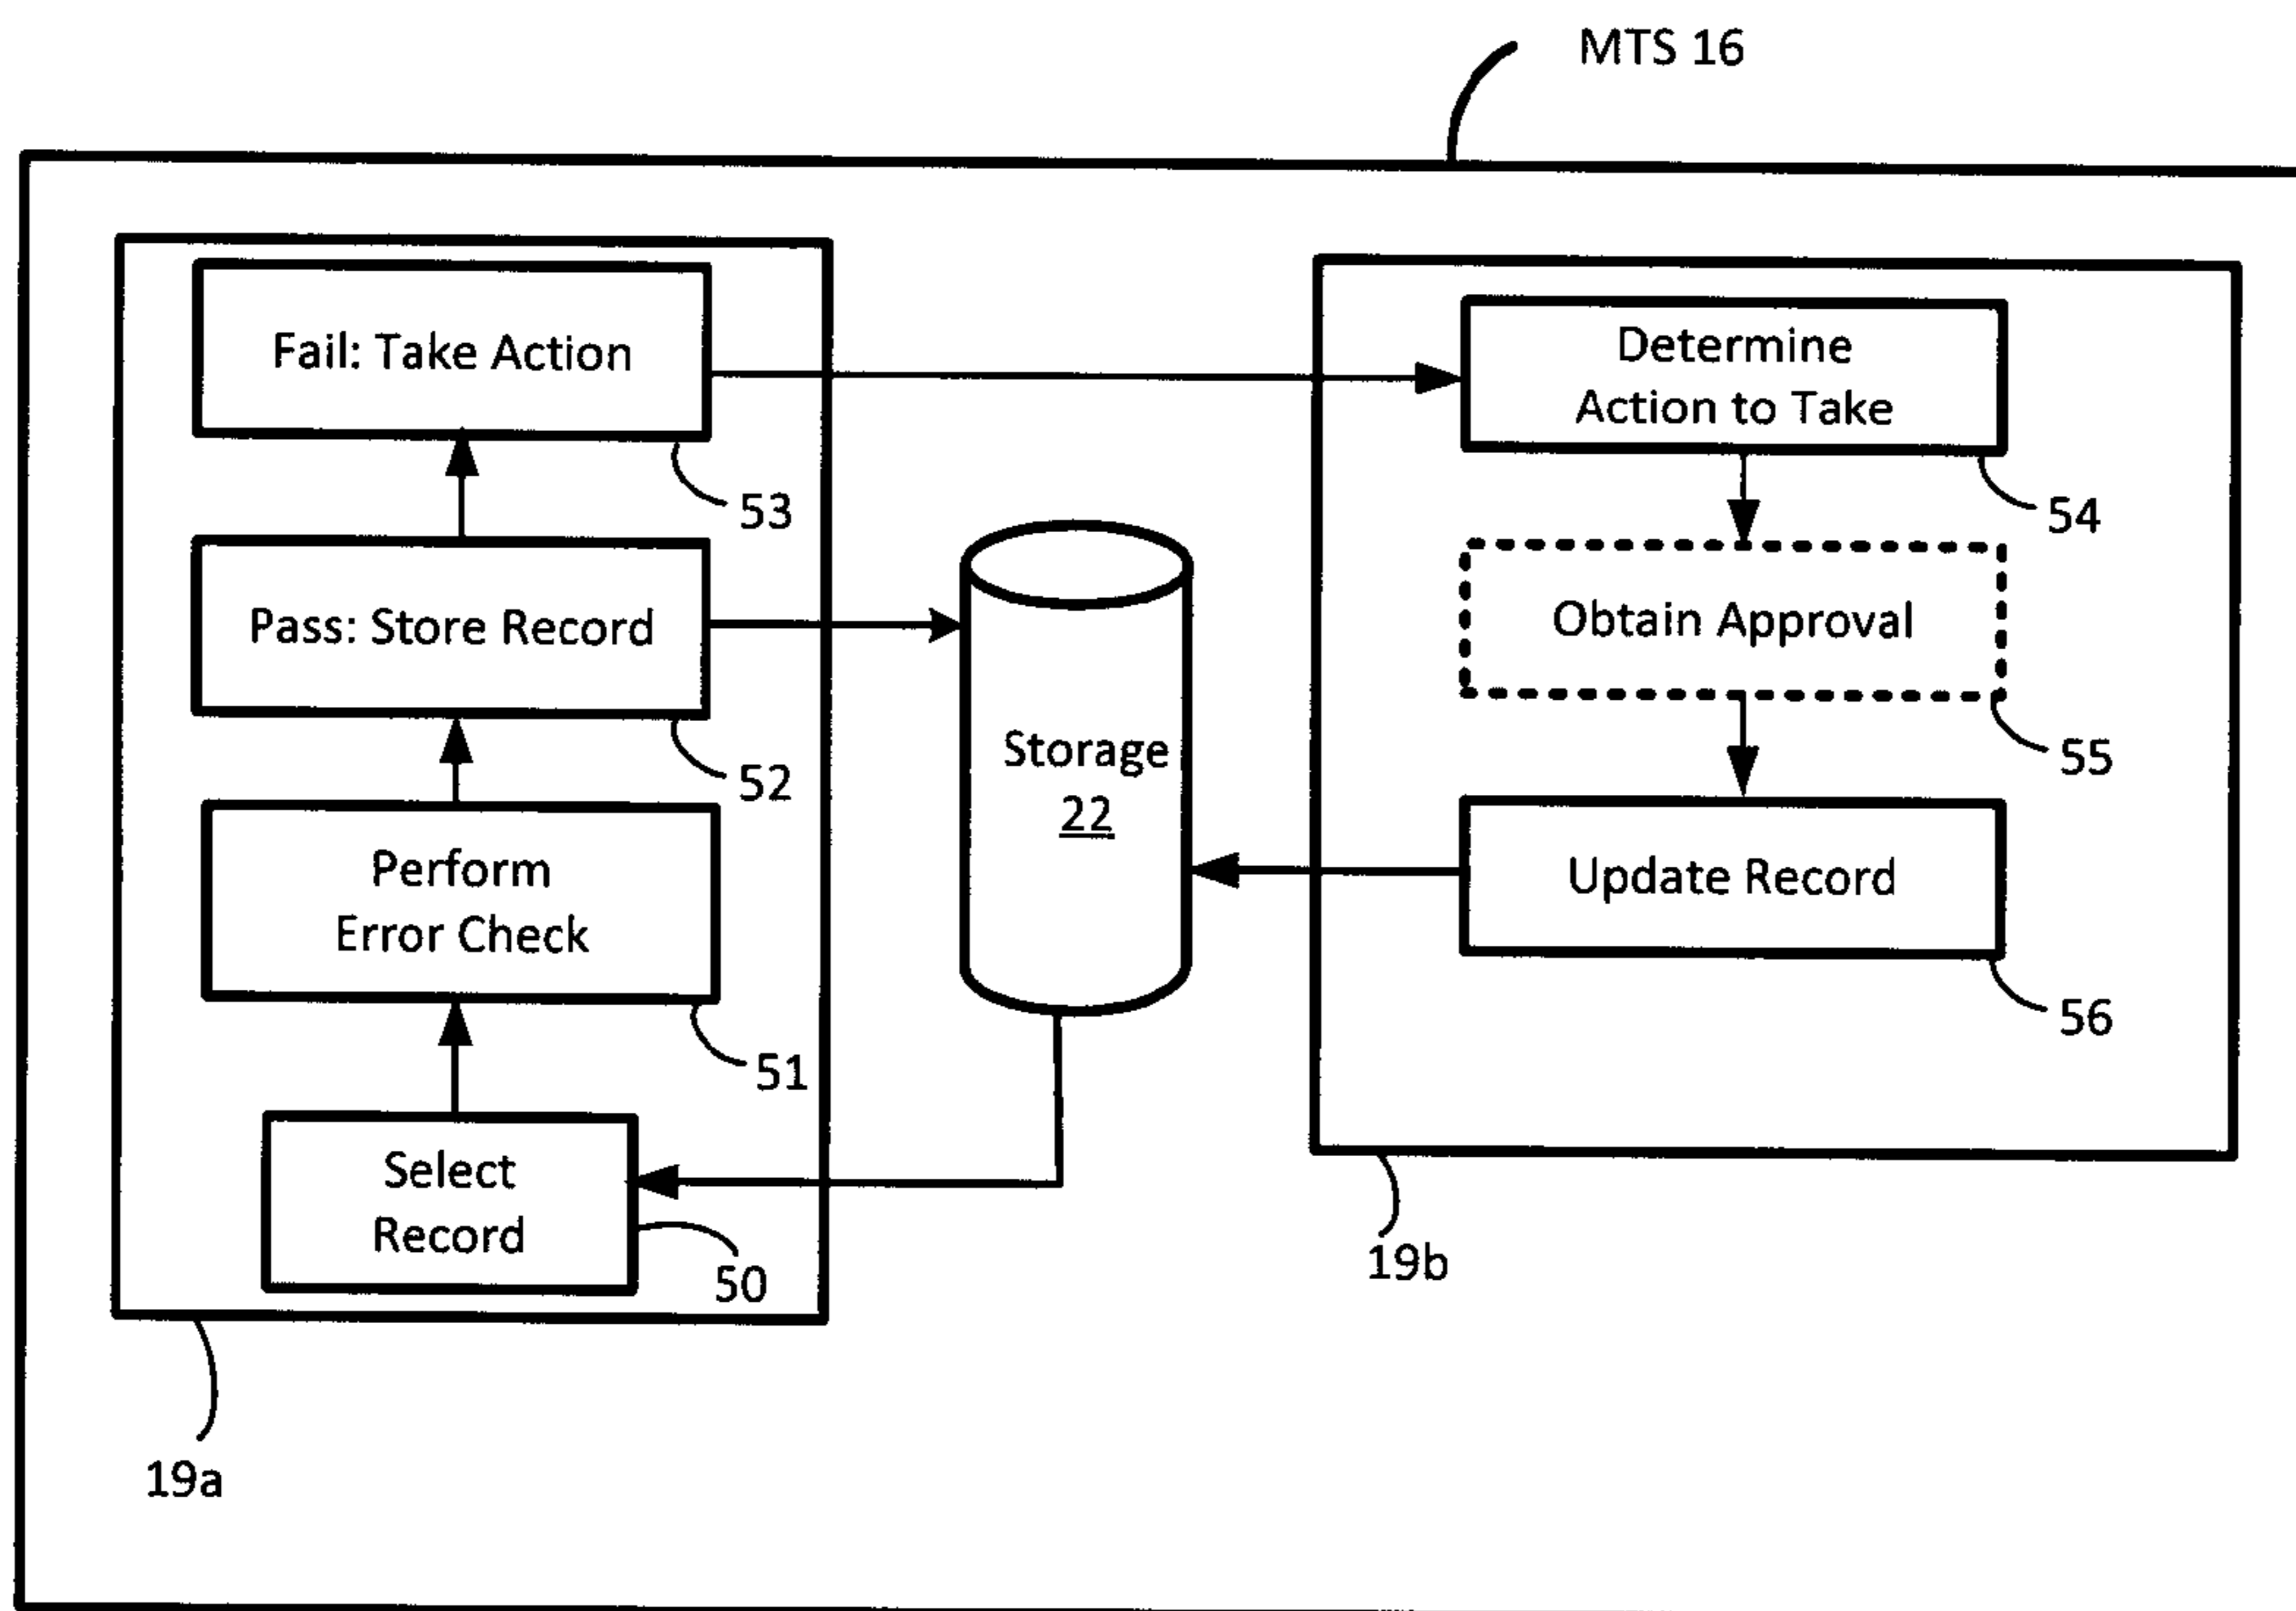 MTS 16
Fail: Take Action
53
Pass: Store Record
52
Perform
Error Check
51
Select
Record
50
19a
Storage
22
Determine
Action to Take
54
Obtain Approval
55
Update Record
56
19b